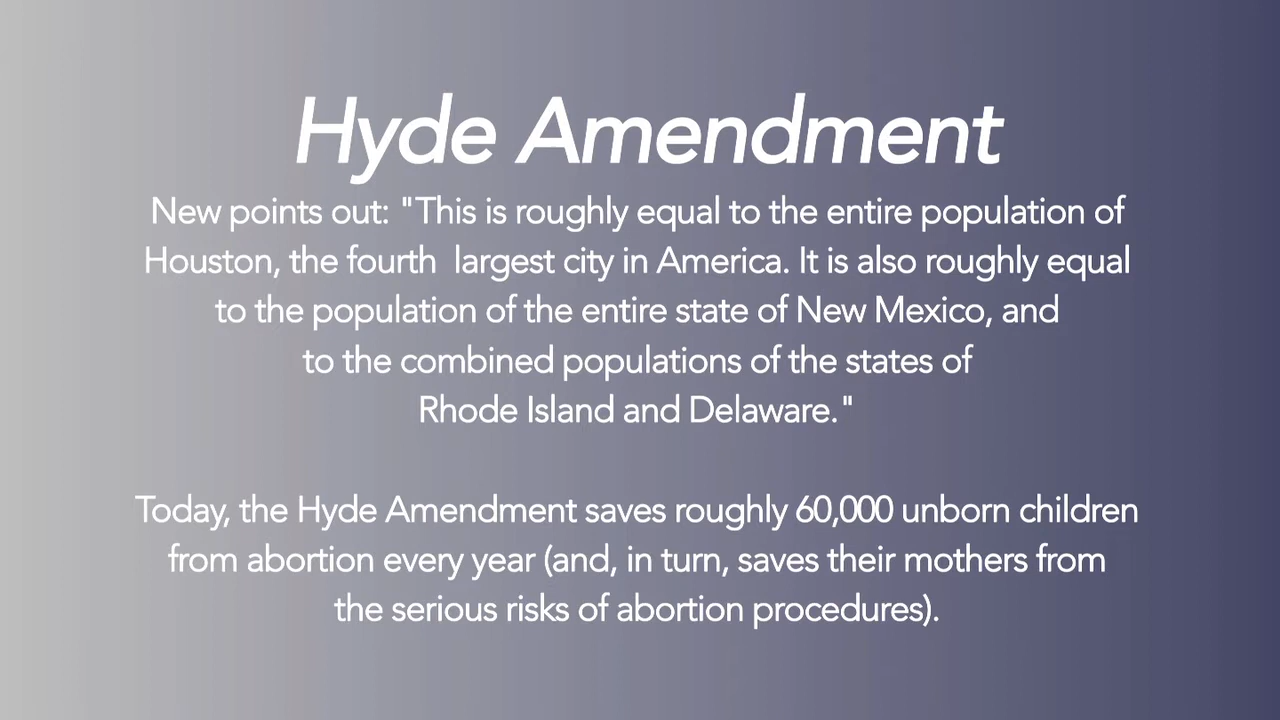 Hyde Amendment
New points out: "This is roughly equal to the entire population of
Houston, the fourth  largest city in America. It is also roughly equal
to the population of the entire state of New Mexico, and
to the combined populations of the states of
Rhode Island and Delaware."
Today, the Hyde Amendment saves roughly 60,000 unborn children
from abortion every year (and, in turn, saves their mothers from
the serious risks of abortion procedures).